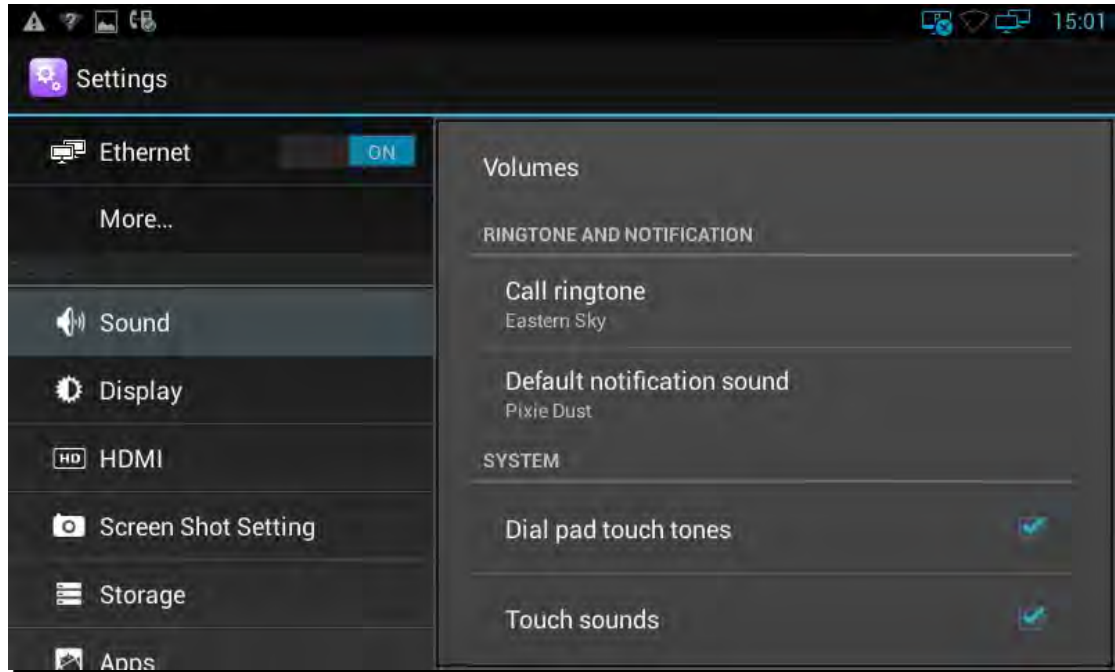 15:01
Settings
Ethernet
ON
More...
Sound
Display
HD HDMI
Screen Shot Setting
Storage
Apps
Volumes
RINGTONE AND NOTIFICATION
Call ringtone
Eastern Sky
Default notification sound
Pixie Dust
SYSTEM
Dial pad touch tones
Touch sounds